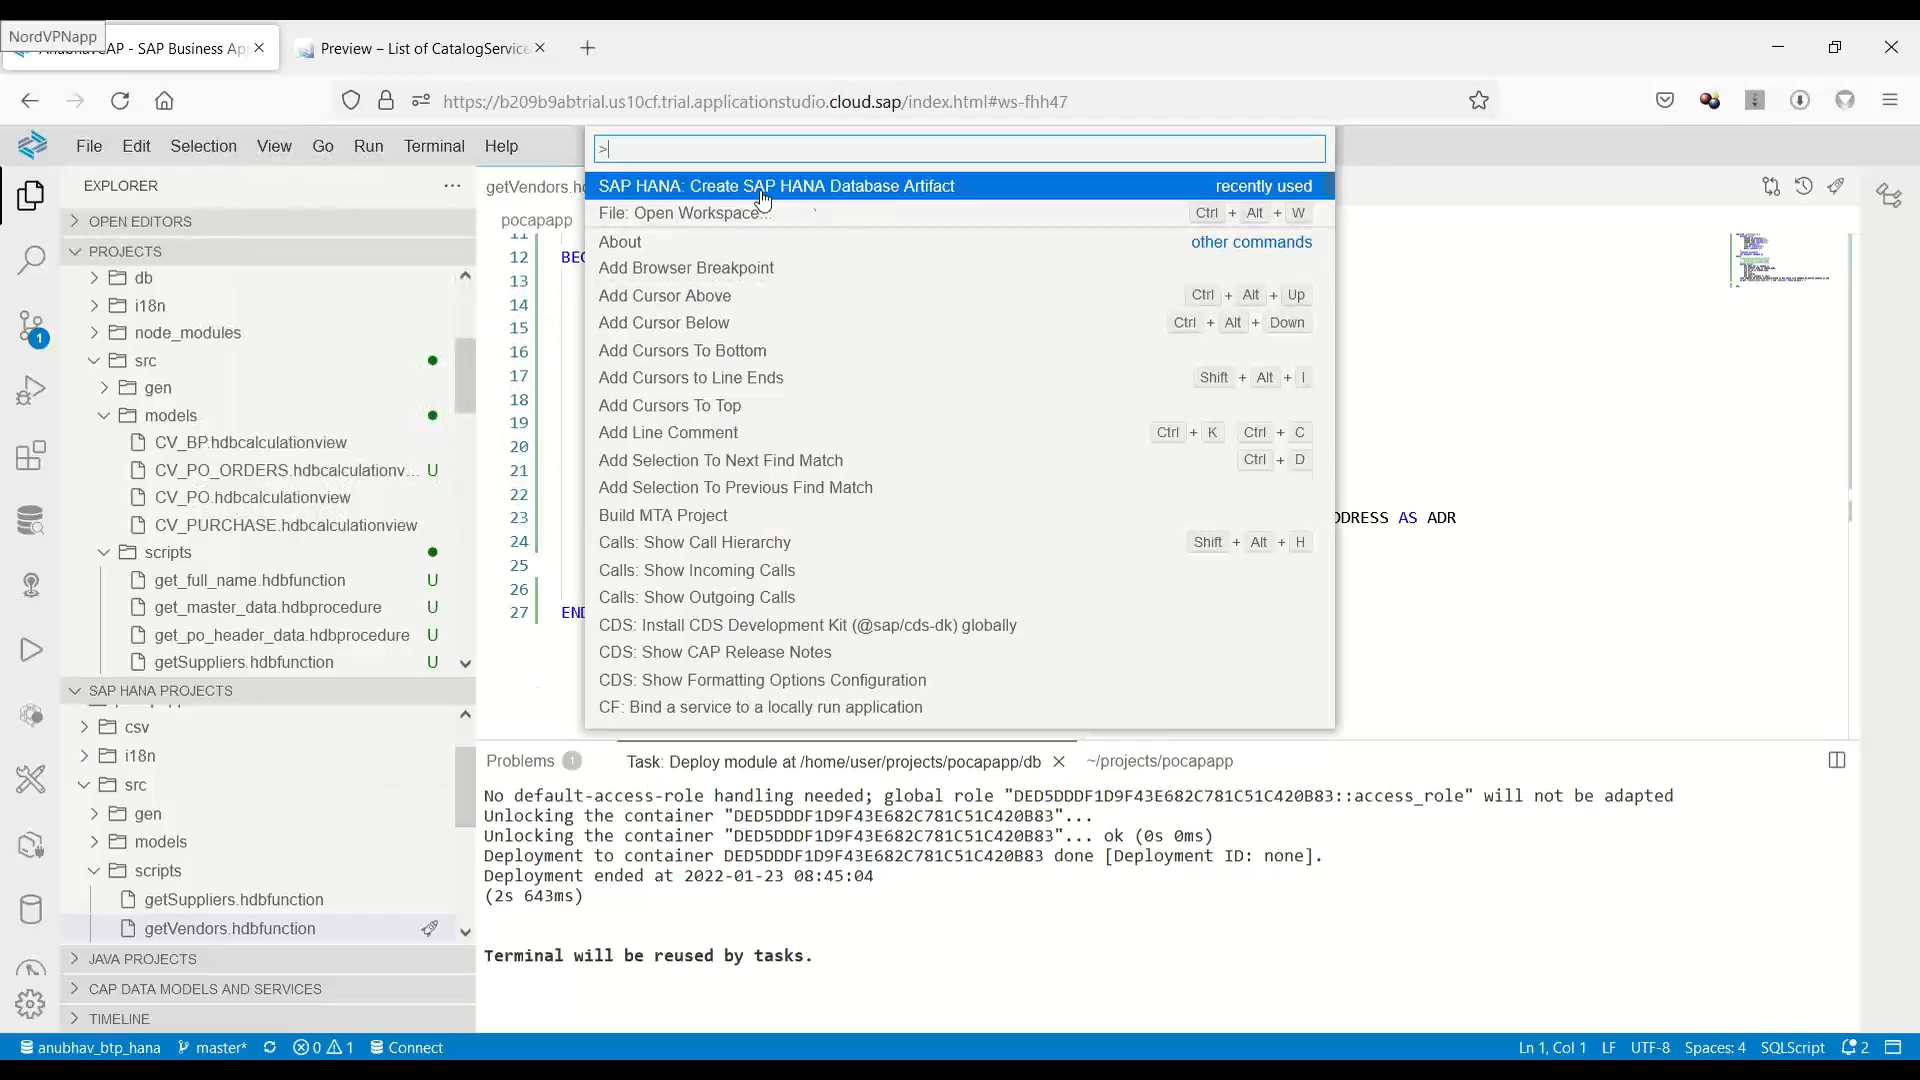 NordVPNapp
CAP - SAP Business Ap
Preview – List of CatalogService
https://b209b9abtrial.us10cf.trial.applicationstudio.cloud.sap/index.html#ws-fhh47
File Edit Selection View Go Run Terminal Help
>
SAP HANA: Create SAP HANA Database Artifact recently used
File: Open Workspace... Ctrl + Alt + W
About other commands
Add Browser Breakpoint
Add Cursor Above Ctrl + Alt + Up
Add Cursor Below Ctrl + Alt + Down
Add Cursors To Bottom
Add Cursors to Line Ends Shift + Alt + I
Add Cursors To Top
Add Line Comment Ctrl + K Ctrl + C
Add Selection To Next Find Match Ctrl + D
Add Selection To Previous Find Match
Build MTA Project
Calls: Show Call Hierarchy Shift + Alt + H
Calls: Show Incoming Calls
Calls: Show Outgoing Calls
CDS: Install CDS Development Kit (@sap/cds-dk) globally
CDS: Show CAP Release Notes
CDS: Show Formatting Options Configuration
CF: Bind a service to a locally run application
EXPLORER
OPEN EDITORS
PROJECTS
db
i18n
node_modules
src
gen
models
CV_BP.hdbcalculationview
CV_PO_ORDERS.hdbcalculationv... U
CV_PO.hdbcalculationview
CV_PURCHASE.hdbcalculationview
scripts
get_full_name.hdbfunction U
get_master_data.hdbprocedure U
get_po_header_data.hdbprocedure U
getSuppliers.hdbfunction U
SAP HANA PROJECTS
csv
i18n
src
gen
models
scripts
getSuppliers.hdbfunction
getVendors.hdbfunction
JAVA PROJECTS
CAP DATA MODELS AND SERVICES
TIMELINE
1
getVendors.hd
pocapapp
11
12 BEG
13
14
15
16
17
18
19
20
21
22
23 DDRESS AS ADR
24
25
26
27 END
Problems 1 Task: Deploy module at /home/user/projects/pocapapp/db ~/projects/pocapapp
No default-access-role handling needed; global role "DED5DDDF1D9F43E682C781C51C420B83::access_role" will not be adapted
Unlocking the container "DED5DDDF1D9F43E682C781C51C420B83"...
Unlocking the container "DED5DDDF1D9F43E682C781C51C420B83"... ok (0s 0ms)
Deployment to container DED5DDDF1D9F43E682C781C51C420B83 done [Deployment ID: none].
Deployment ended at 2022-01-23 08:45:04
(2s 643ms)
Terminal will be reused by tasks.
anubhav_btp_hana master* 0 1 Connect Ln 1, Col 1 LF UTF-8 Spaces: 4 SQLScript 2